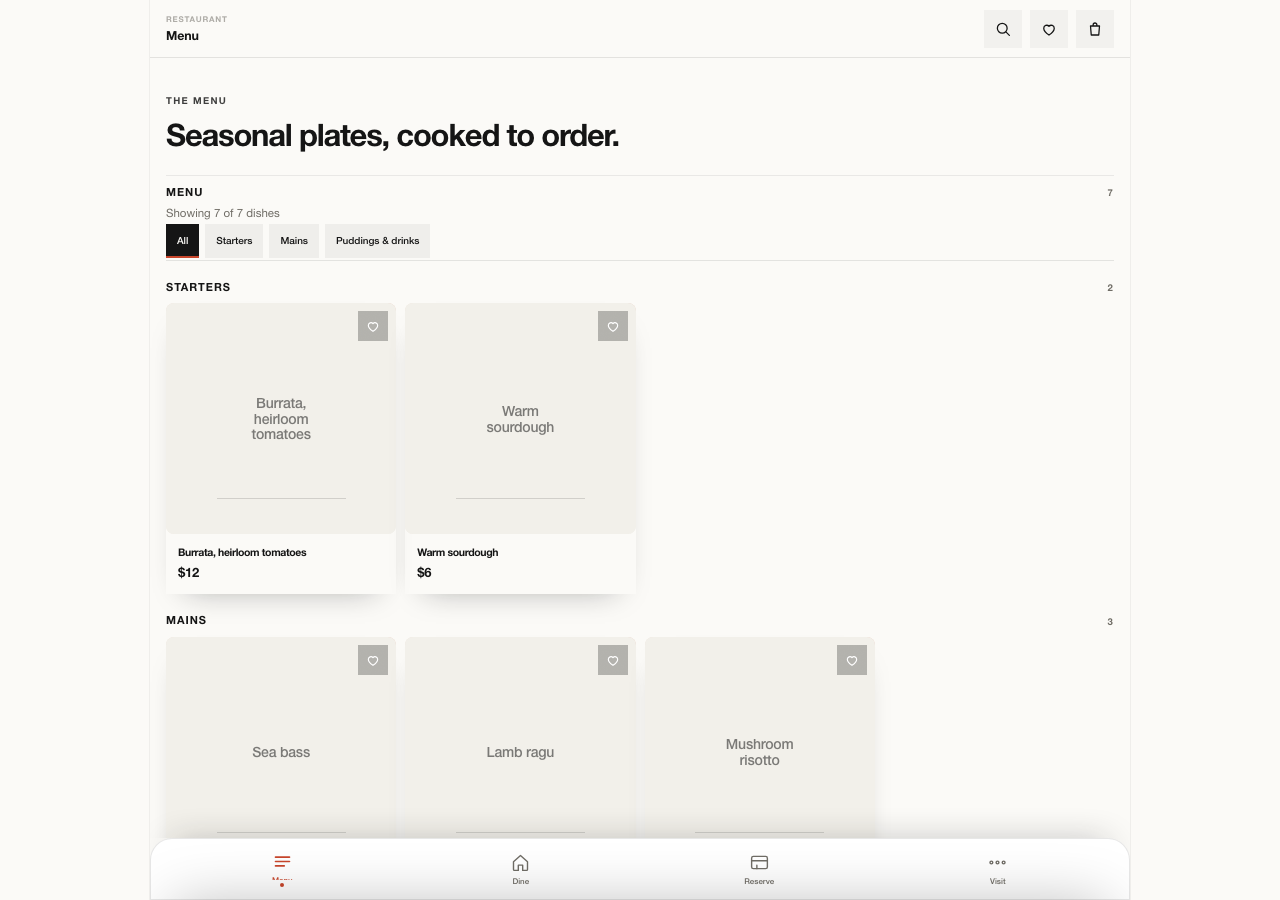 RESTAURANT
Menu
THE MENU
Seasonal plates, cooked to order.
MENU
7
Showing 7 of 7 dishes
All
Starters
Mains
Puddings & drinks
STARTERS
2
Burrata,
heirloom
tomatoes
Warm
sourdough
Burrata, heirloom tomatoes
$12
Warm sourdough
$6
MAINS
3
Sea bass
Lamb ragu
Mushroom
risotto
Dine
Reserve
Visit